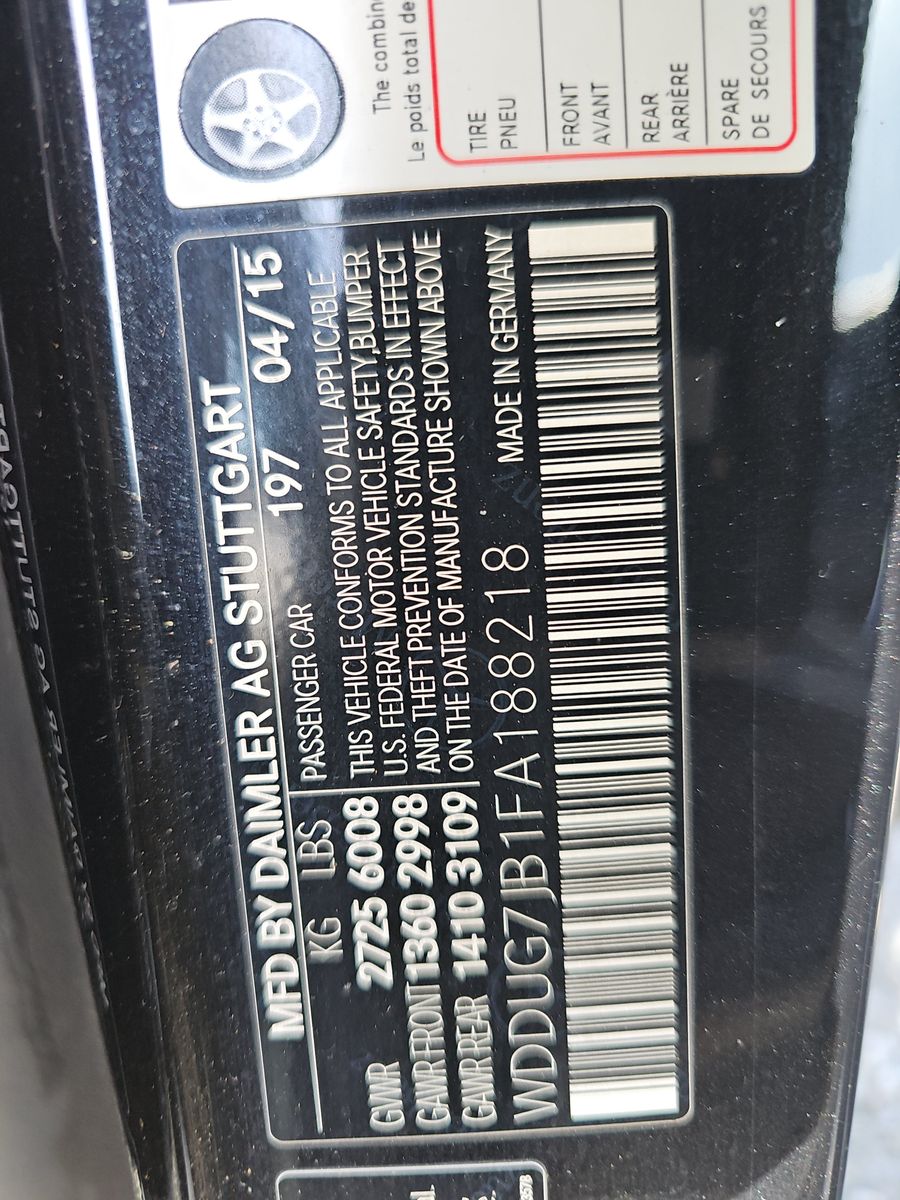 MFD BY DAIMLER AG STUTTGART
197 04/15
KG LBS
PASSENGER CAR
GWR 2725 6008
GAWR FRONT 1360 2998
GAWR REAR 1410 3109
THIS VEHICLE CONFORMS TO ALL APPLICABLE
U.S. FEDERAL MOTOR VEHICLE SAFETY,BUMPER
AND THEFT PREVENTION STANDARDS IN EFFECT
ON THE DATE OF MANUFACTURE SHOWN ABOVE
WDDUG7JB1FA188218
MADE IN GERMANY
The combin
Le poids total de
TIRE
PNEU
FRONT
AVANT
REAR
ARRIÈRE
SPARE
DE SECOURS